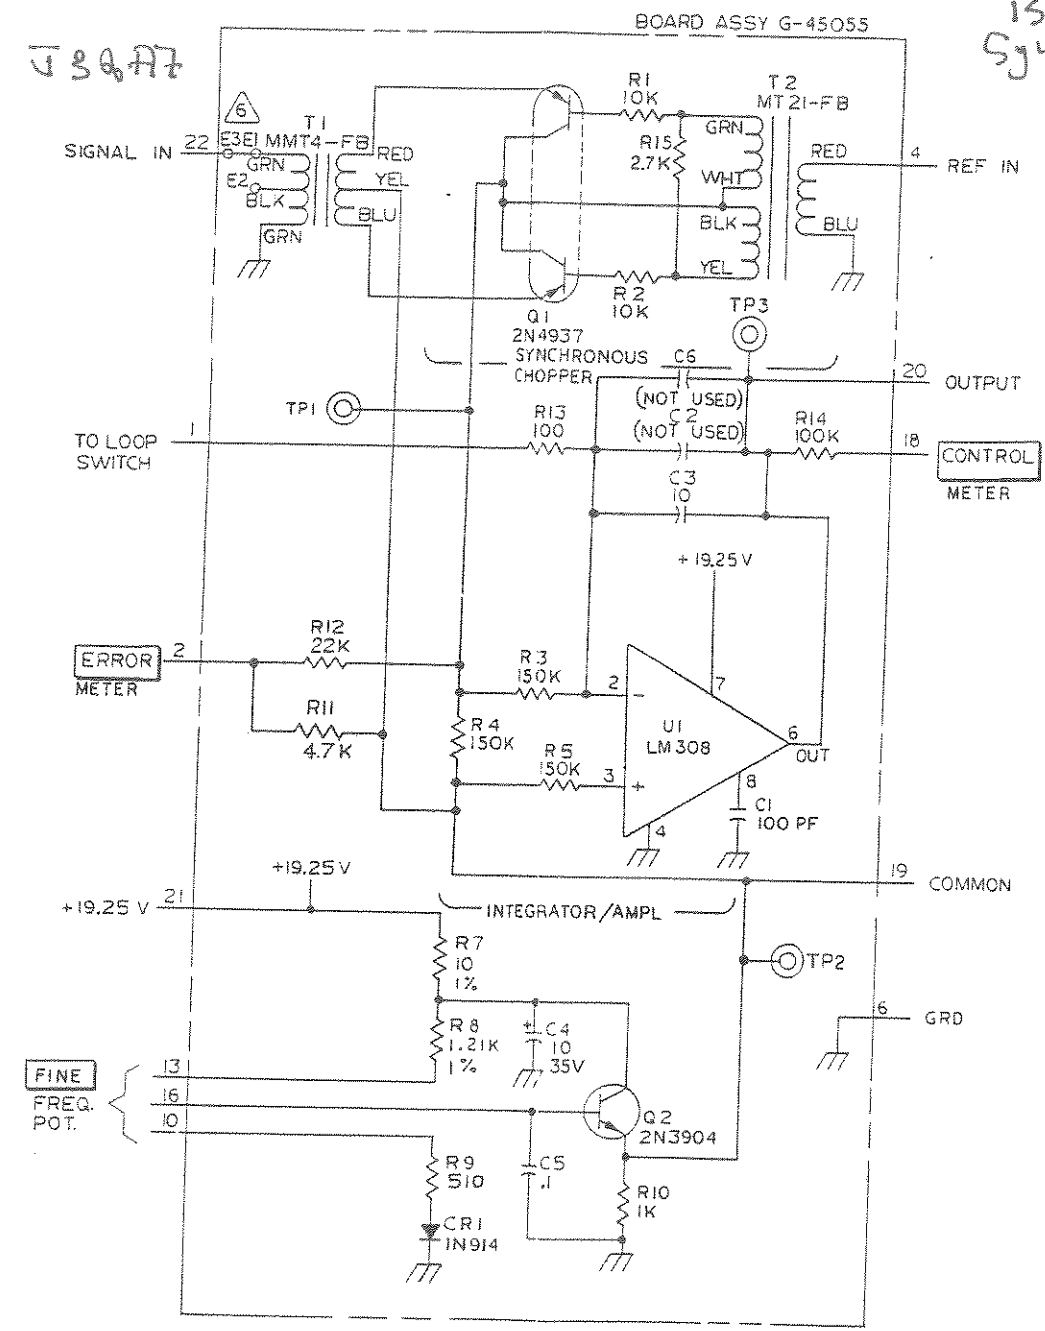 BOARD ASSY G-45055
15
6
22
E3E1
T1
MMT4-FB
SIGNAL IN
GRN
E2
BLK
GRN
RED
YEL
BLU
R1
10K
R15
2.7K
T2
MT21-FB
GRN
WHT
BLK
YEL
RED
BLU
4
REF IN
R2
10K
Q1
2N4937
SYNCHRONOUS
CHOPPER
TP3
20
OUTPUT
C6
(NOT USED)
C2
(NOT USED)
C3
10
TP1
R13
100
R14
100K
18
CONTROL
METER
1
TO LOOP
SWITCH
+19.25V
ERROR
METER
2
R12
22K
R11
4.7K
R3
150K
R4
150K
R5
150K
2
-
3
+
U1
LM308
7
6
OUT
8
4
C1
100 PF
19
COMMON
+19.25V
+19.25 V
21
INTEGRATOR/AMPL
TP2
R7
10
1%
R8
1.21K
1%
+
C4
10
35V
6
GRD
FINE
FREQ.
POT.
13
16
10
Q2
2N3904
R9
510
C5
.1
R10
1K
CR1
1N914